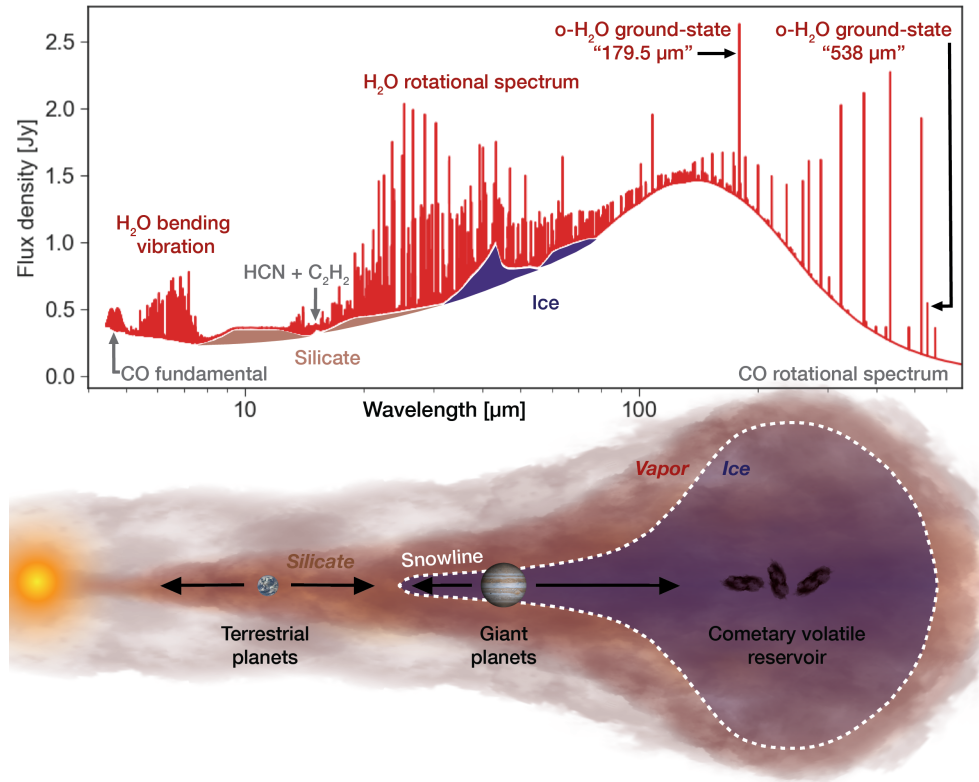 o-H₂O ground-state
“179.5 µm”
o-H₂O ground-state
“538 µm”
H₂O rotational spectrum
H₂O bending
vibration
HCN + C₂H₂
Ice
Silicate
CO fundamental
CO rotational spectrum
Flux density [Jy]
2.5
2.0
1.5
1.0
0.5
0.0
10
Wavelength [µm]
100
Vapor
Ice
Silicate
Snowline
Terrestrial
planets
Giant
planets
Cometary volatile
reservoir